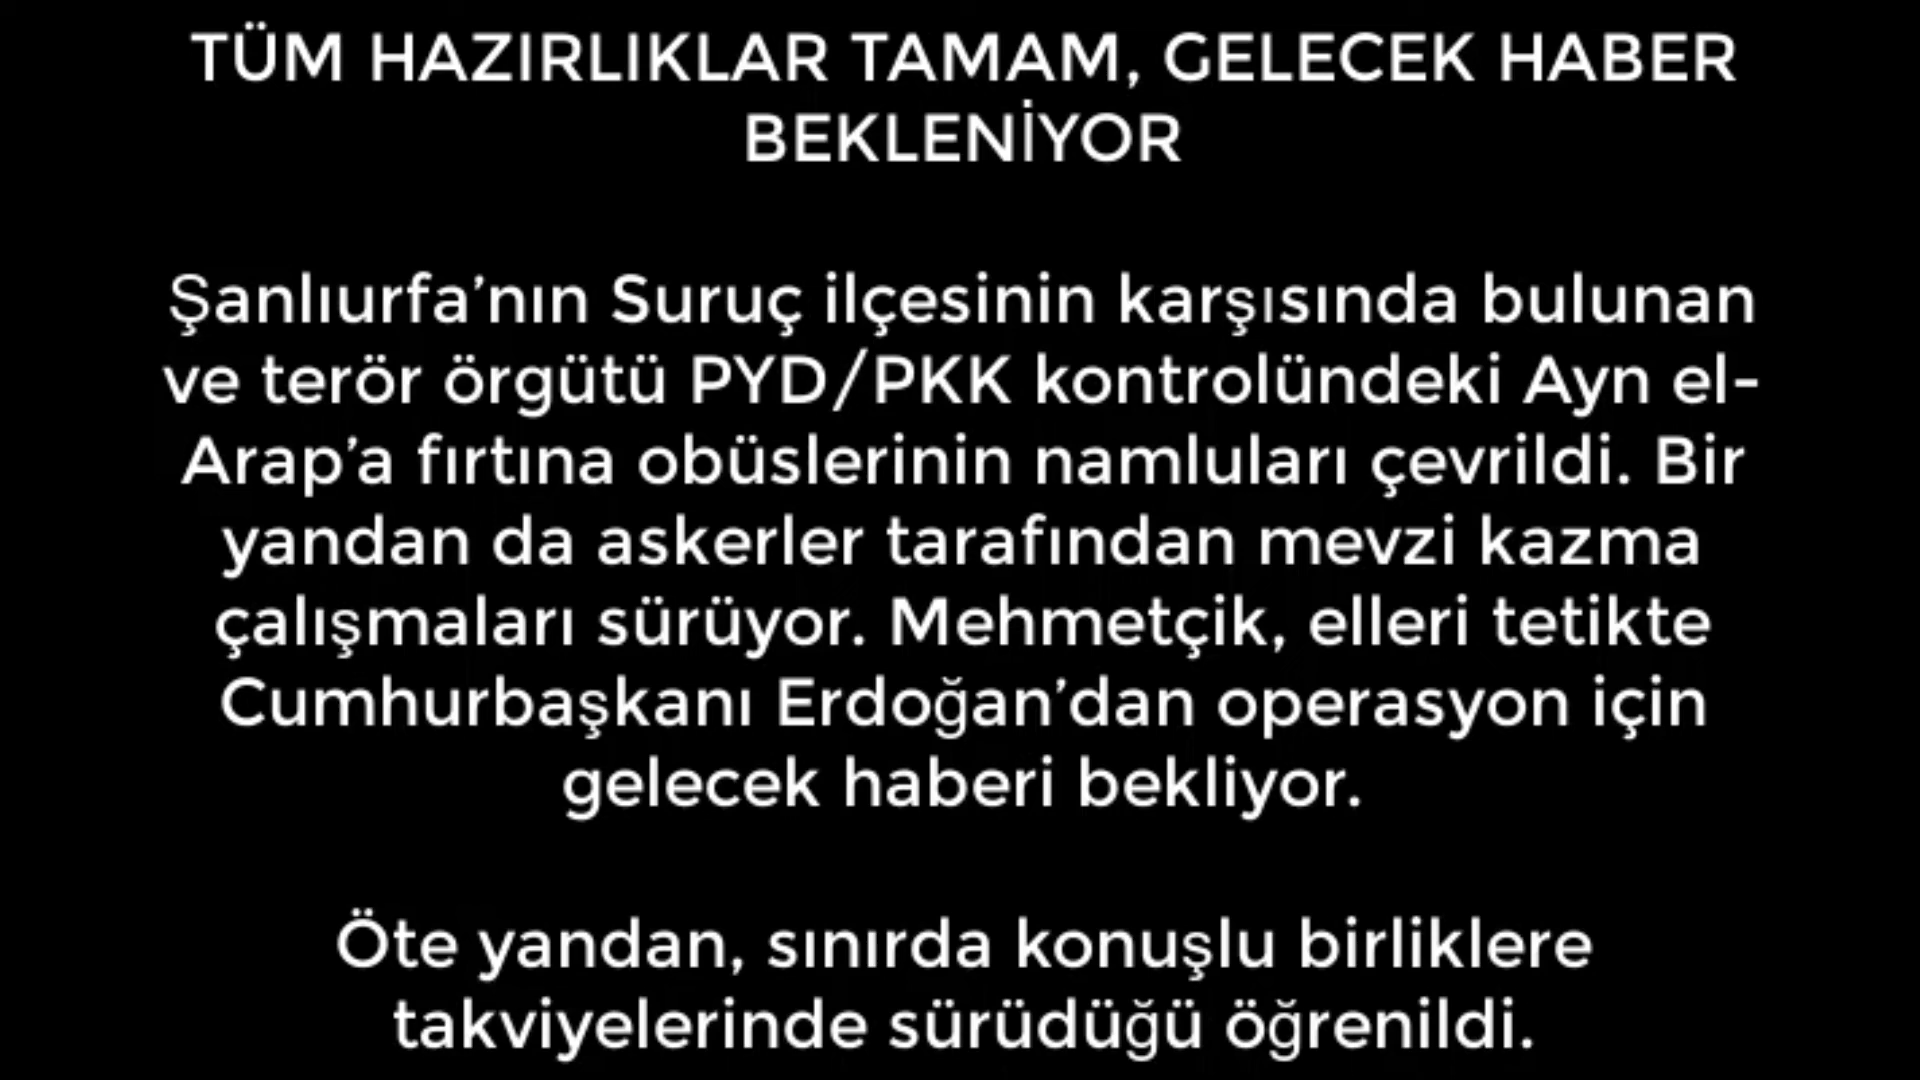 TÜM HAZIRLIKLAR TAMAM, GELECEK HABER
BEKLENİYOR
Şanlıurfa’nın Suruç ilçesinin karşısında bulunan
ve terör örgütü PYD/PKK kontrolündeki Ayn el-
Arap’a fırtına obüslerinin namluları çevrildi. Bir
yandan da askerler tarafından mevzi kazma
çalışmaları sürüyor. Mehmetçik, elleri tetikte
Cumhurbaşkanı Erdoğan’dan operasyon için
gelecek haberi bekliyor.
Öte yandan, sınırda konuşlu birliklere
takviyelerinde sürüdüğü öğrenildi.